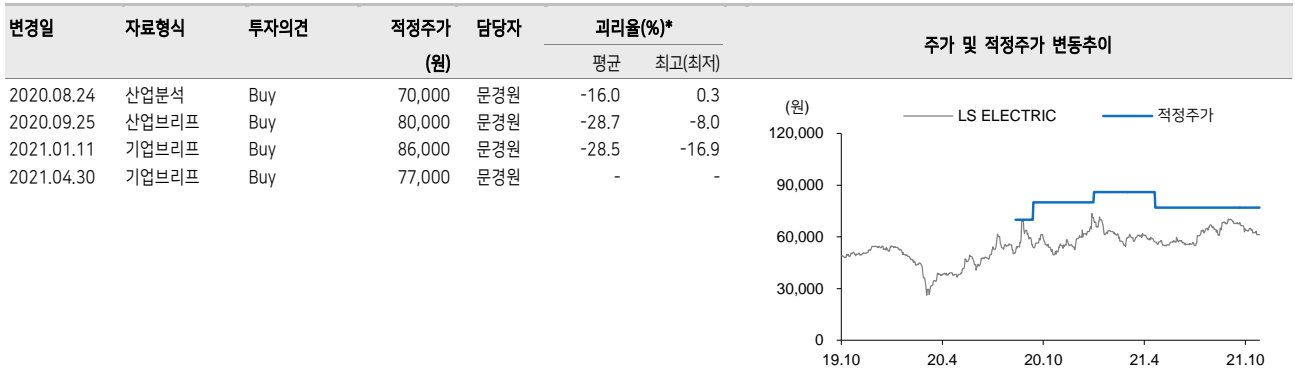 변경일 자료형식 투자의견 적정주가 담당자 괴리율(%)* 주가 및 적정주가 변동추이
(원) 평균 최고(최저)
2020.08.24 산업분석 Buy 70,000 문경원 -16.0 0.3
2020.09.25 산업브리프 Buy 80,000 문경원 -28.7 -8.0
2021.01.11 기업브리프 Buy 86,000 문경원 -28.5 -16.9
2021.04.30 기업브리프 Buy 77,000 문경원 - -
(원) LS ELECTRIC 적정주가
120,000
90,000
60,000
30,000
0
19.10 20.4 20.10 21.4 21.10